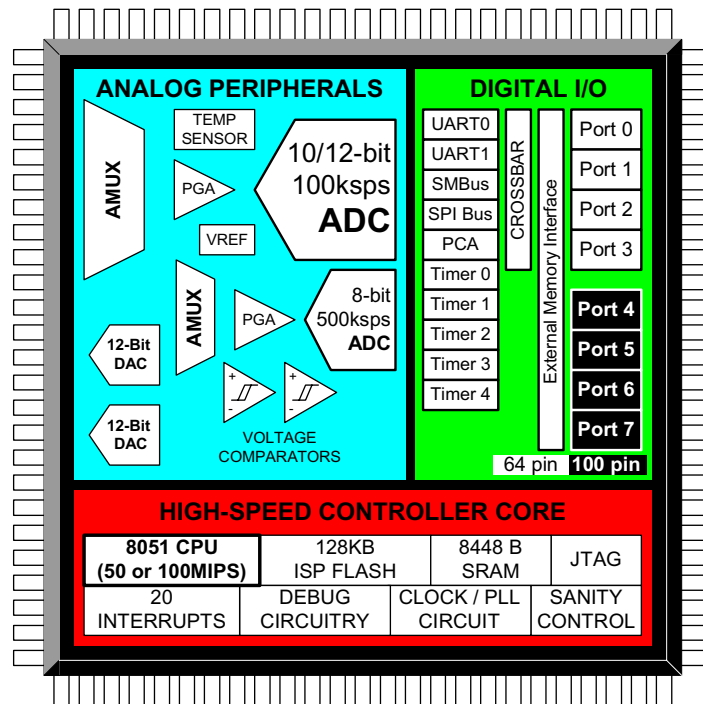 ANALOG PERIPHERALS
AMUX
TEMP
SENSOR
PGA
VREF
10/12-bit
100ksps
ADC
AMUX
PGA
8-bit
500ksps
ADC
12-Bit
DAC
12-Bit
DAC
+
-
+
-
VOLTAGE
COMPARATORS
DIGITAL I/O
UART0
UART1
SMBus
SPI Bus
PCA
Timer 0
Timer 1
Timer 2
Timer 3
Timer 4
CROSSBAR
External Memory Interface
Port 0
Port 1
Port 2
Port 3
Port 4
Port 5
Port 6
Port 7
64 pin 100 pin
HIGH-SPEED CONTROLLER CORE
8051 CPU
(50 or 100MIPS)
128KB
ISP FLASH
8448 B
SRAM
JTAG
20
INTERRUPTS
DEBUG
CIRCUITRY
CLOCK / PLL
CIRCUIT
SANITY
CONTROL